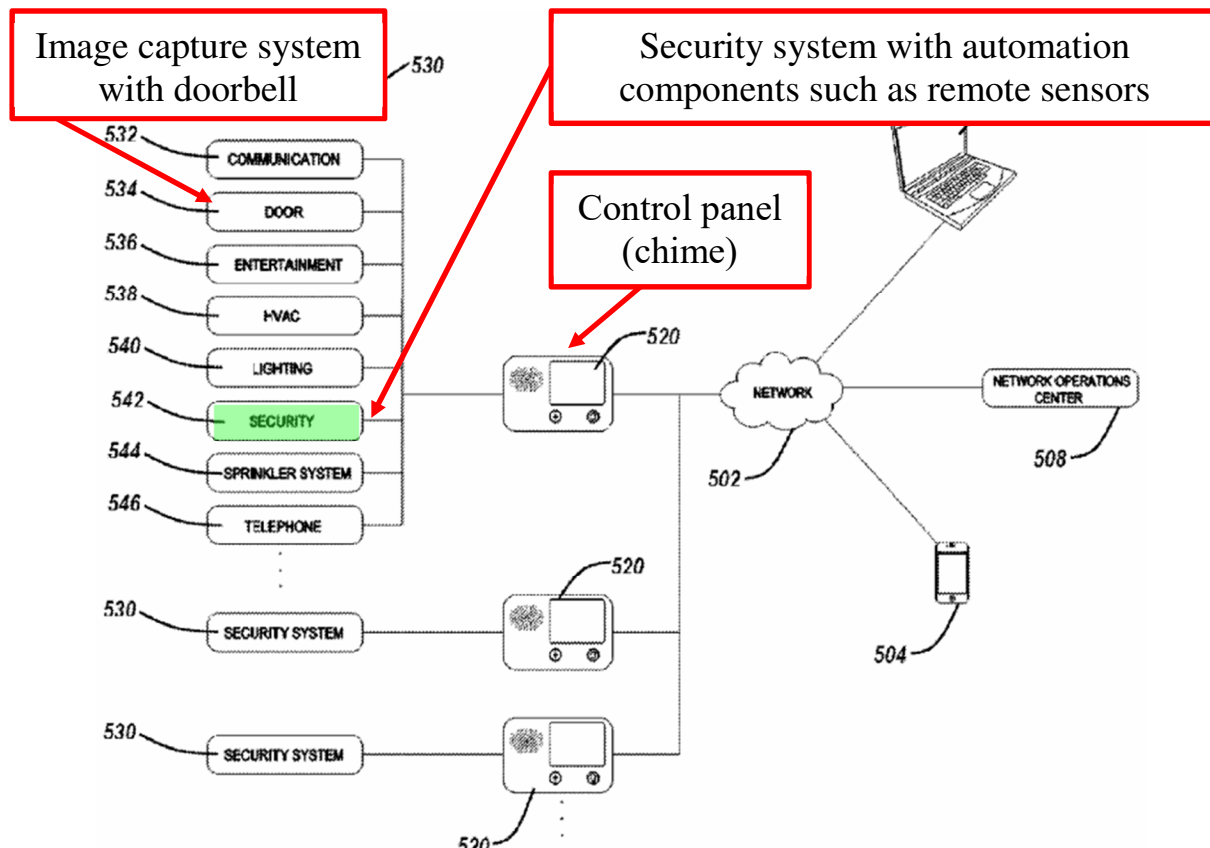 Image capture system
with doorbell
Security system with automation
components such as remote sensors
530
532
COMMUNICATION
534
DOOR
Control panel
(chime)
536
ENTERTAINMENT
538
HVAC
540
LIGHTING
520
NETWORK
NETWORK OPERATIONS
CENTER
542
SECURITY
502
508
544
SPRINKLER SYSTEM
546
TELEPHONE
520
530
SECURITY SYSTEM
504
530
SECURITY SYSTEM
520